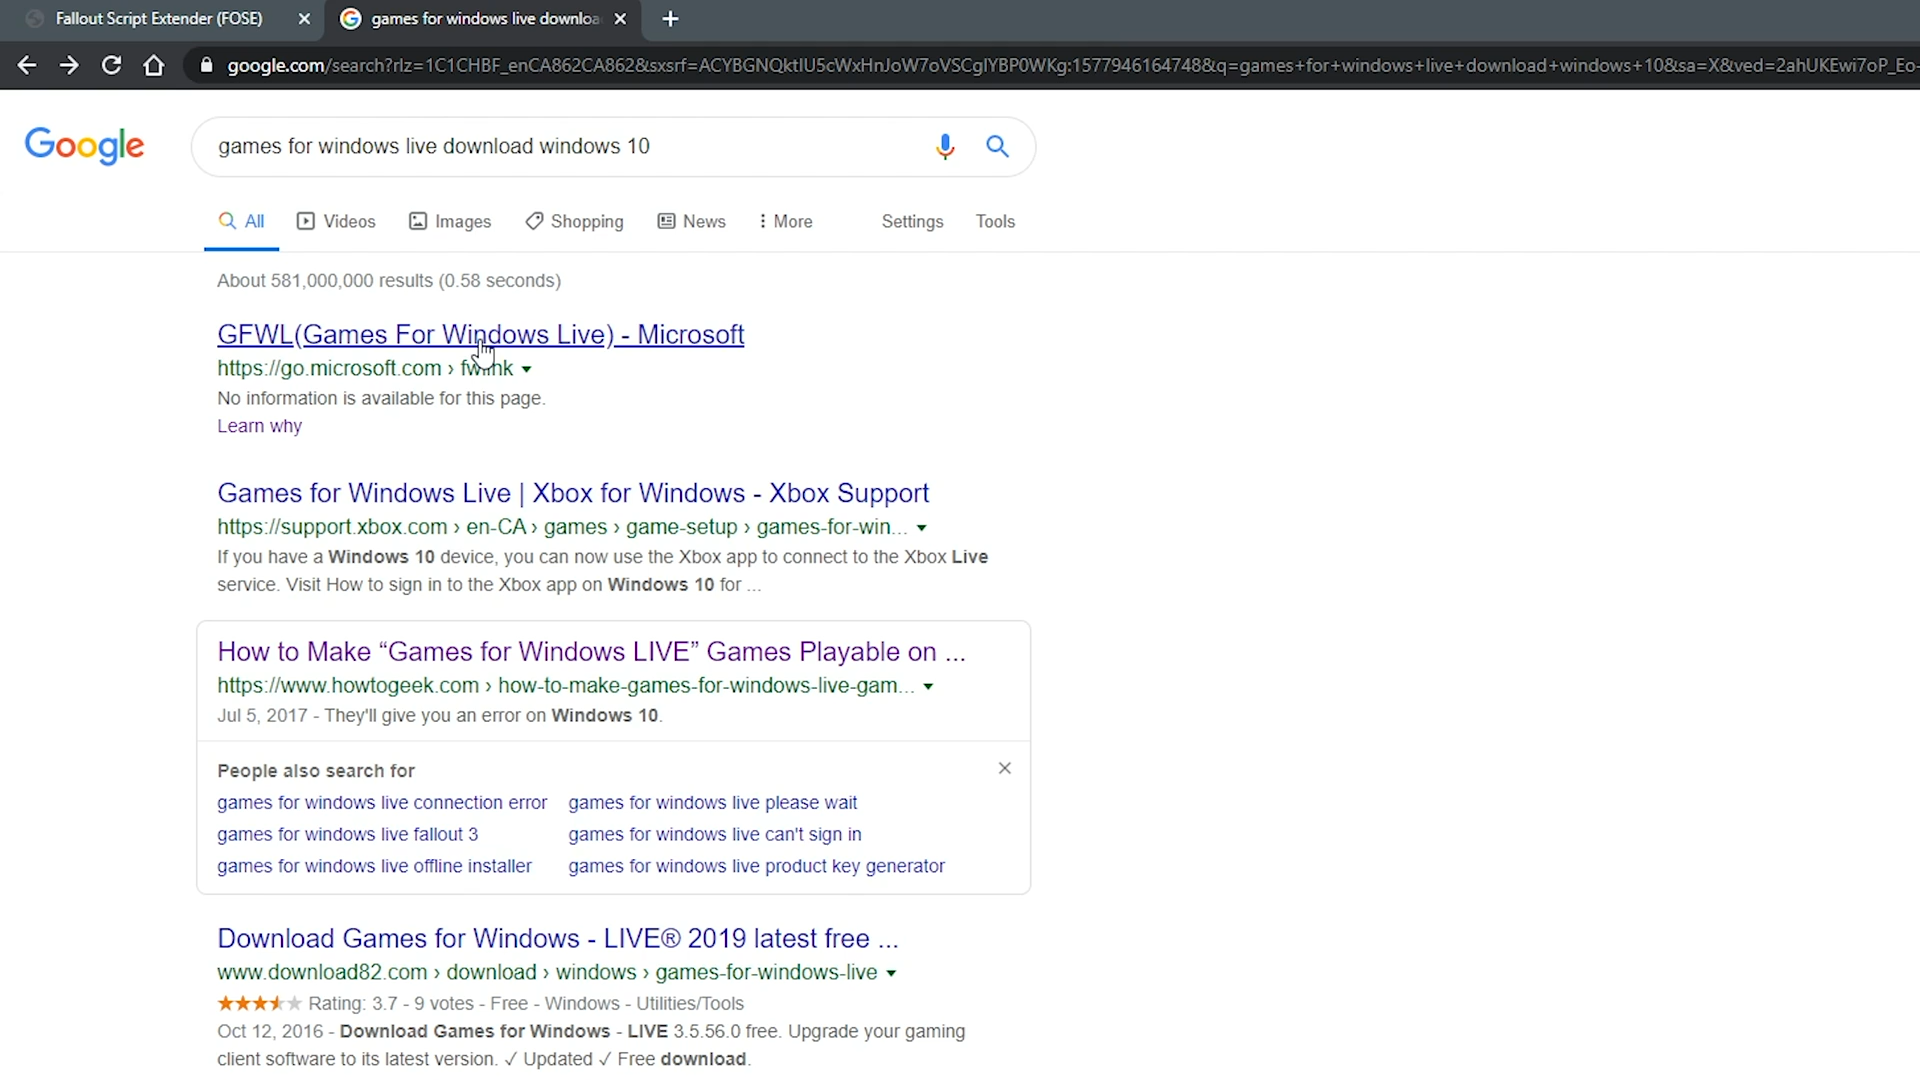 Fallout Script Extender (FOSE)
games for windows live downloa
google.com/search?rlz=1C1CHBF_enCA862CA862&sxsrf=ACYBGNQktIU5cWxHnJoW7oVSCglYBP0WKg:1577946164748&q=games+for+windows+live+download+windows+10&sa=X&ved=2ahUKEwi7oP_Eo-
Google
games for windows live download windows 10
All Videos Images Shopping News More Settings Tools
About 581,000,000 results (0.58 seconds)
GFWL(Games For Windows Live) - Microsoft
https://go.microsoft.com › fwlink
No information is available for this page.
Learn why
Games for Windows Live | Xbox for Windows - Xbox Support
https://support.xbox.com › en-CA › games › game-setup › games-for-win...
If you have a Windows 10 device, you can now use the Xbox app to connect to the Xbox Live
service. Visit How to sign in to the Xbox app on Windows 10 for ...
How to Make “Games for Windows LIVE” Games Playable on ...
https://www.howtogeek.com › how-to-make-games-for-windows-live-gam...
Jul 5, 2017 - They'll give you an error on Windows 10.
People also search for
games for windows live connection error games for windows live please wait
games for windows live fallout 3 games for windows live can't sign in
games for windows live offline installer games for windows live product key generator
Download Games for Windows - LIVE® 2019 latest free ...
www.download82.com › download › windows › games-for-windows-live
Rating: 3.7 - 9 votes - Free - Windows - Utilities/Tools
Oct 12, 2016 - Download Games for Windows - LIVE 3.5.56.0 free. Upgrade your gaming
client software to its latest version. ✓ Updated ✓ Free download.